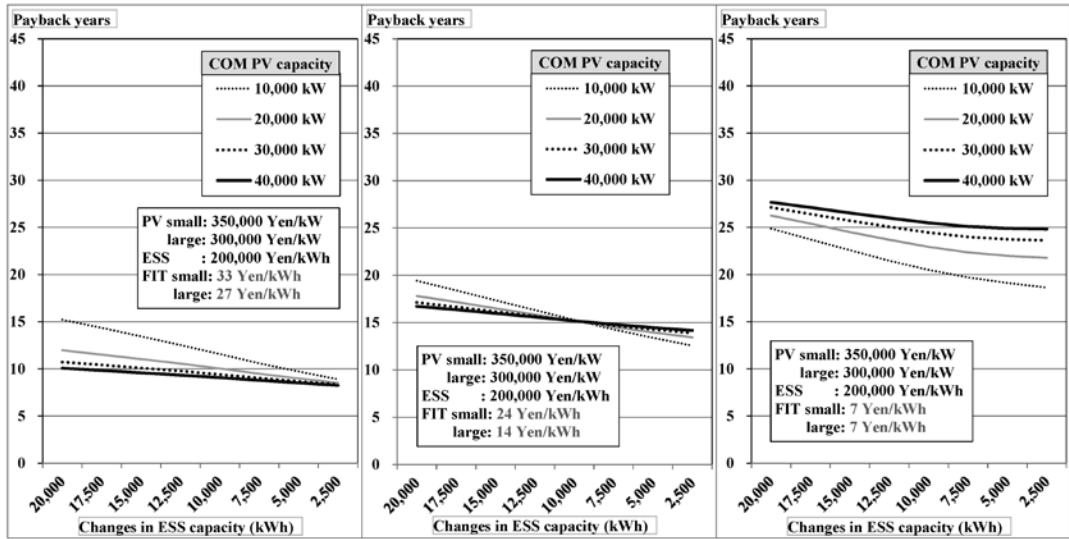 Payback years
45
40
35
30
25
20
15
10
5
0
COM PV capacity
10,000 kW
20,000 kW
30,000 kW
40,000 kW
PV small: 350,000 Yen/kW
large: 300,000 Yen/kW
ESS : 200,000 Yen/kWh
FIT small: 33 Yen/kWh
large: 27 Yen/kWh
20,000
17,500
15,000
12,500
10,000
7,500
5,000
2,500
Changes in ESS capacity (kWh)
Payback years
45
40
35
30
25
20
15
10
5
0
COM PV capacity
10,000 kW
20,000 kW
30,000 kW
40,000 kW
PV small: 350,000 Yen/kW
large: 300,000 Yen/kW
ESS : 200,000 Yen/kWh
FIT small: 24 Yen/kWh
large: 14 Yen/kWh
20,000
17,500
15,000
12,500
10,000
7,500
5,000
2,500
Changes in ESS capacity (kWh)
Payback years
45
40
35
30
25
20
15
10
5
0
COM PV capacity
10,000 kW
20,000 kW
30,000 kW
40,000 kW
PV small: 350,000 Yen/kW
large: 300,000 Yen/kW
ESS : 200,000 Yen/kWh
FIT small: 7 Yen/kWh
large: 7 Yen/kWh
20,000
17,500
15,000
12,500
10,000
7,500
5,000
2,500
Changes in ESS capacity (kWh)